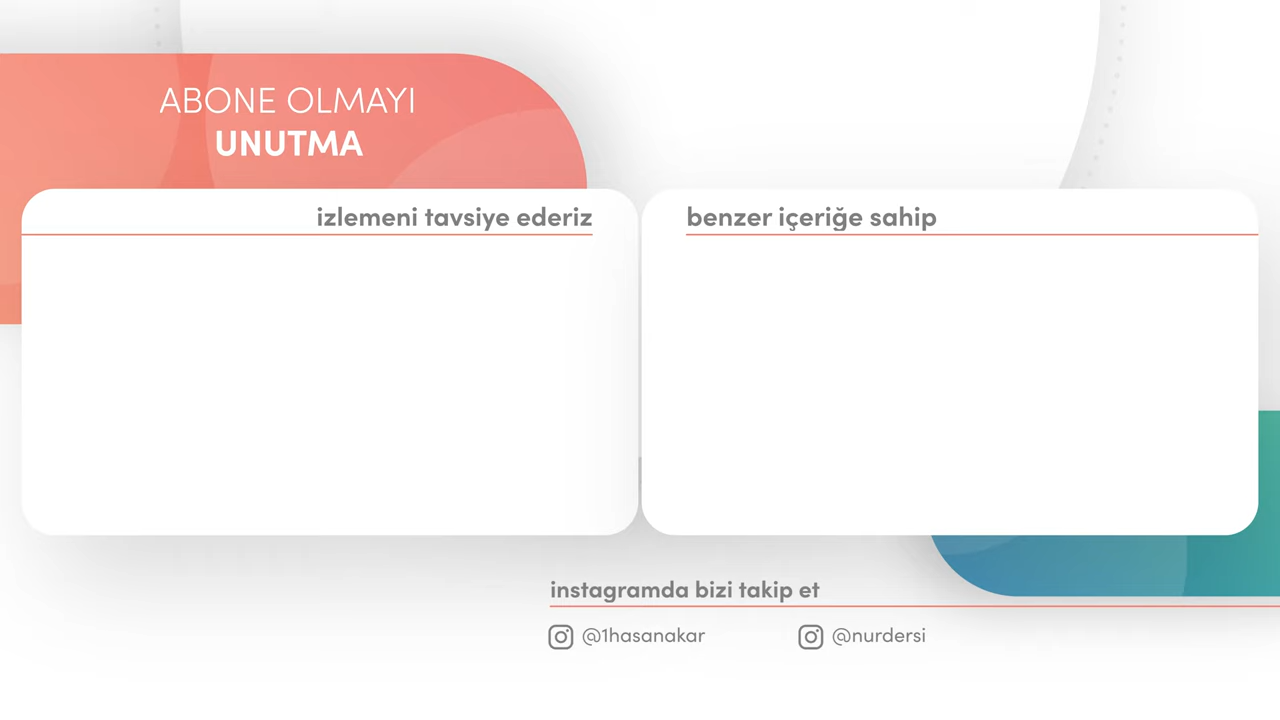 ABONE OLMAYI
UNUTMA
izlemeni tavsiye ederiz
benzer içeriğe sahip
instagramda bizi takip et
@1hasanakar
@nurdersi